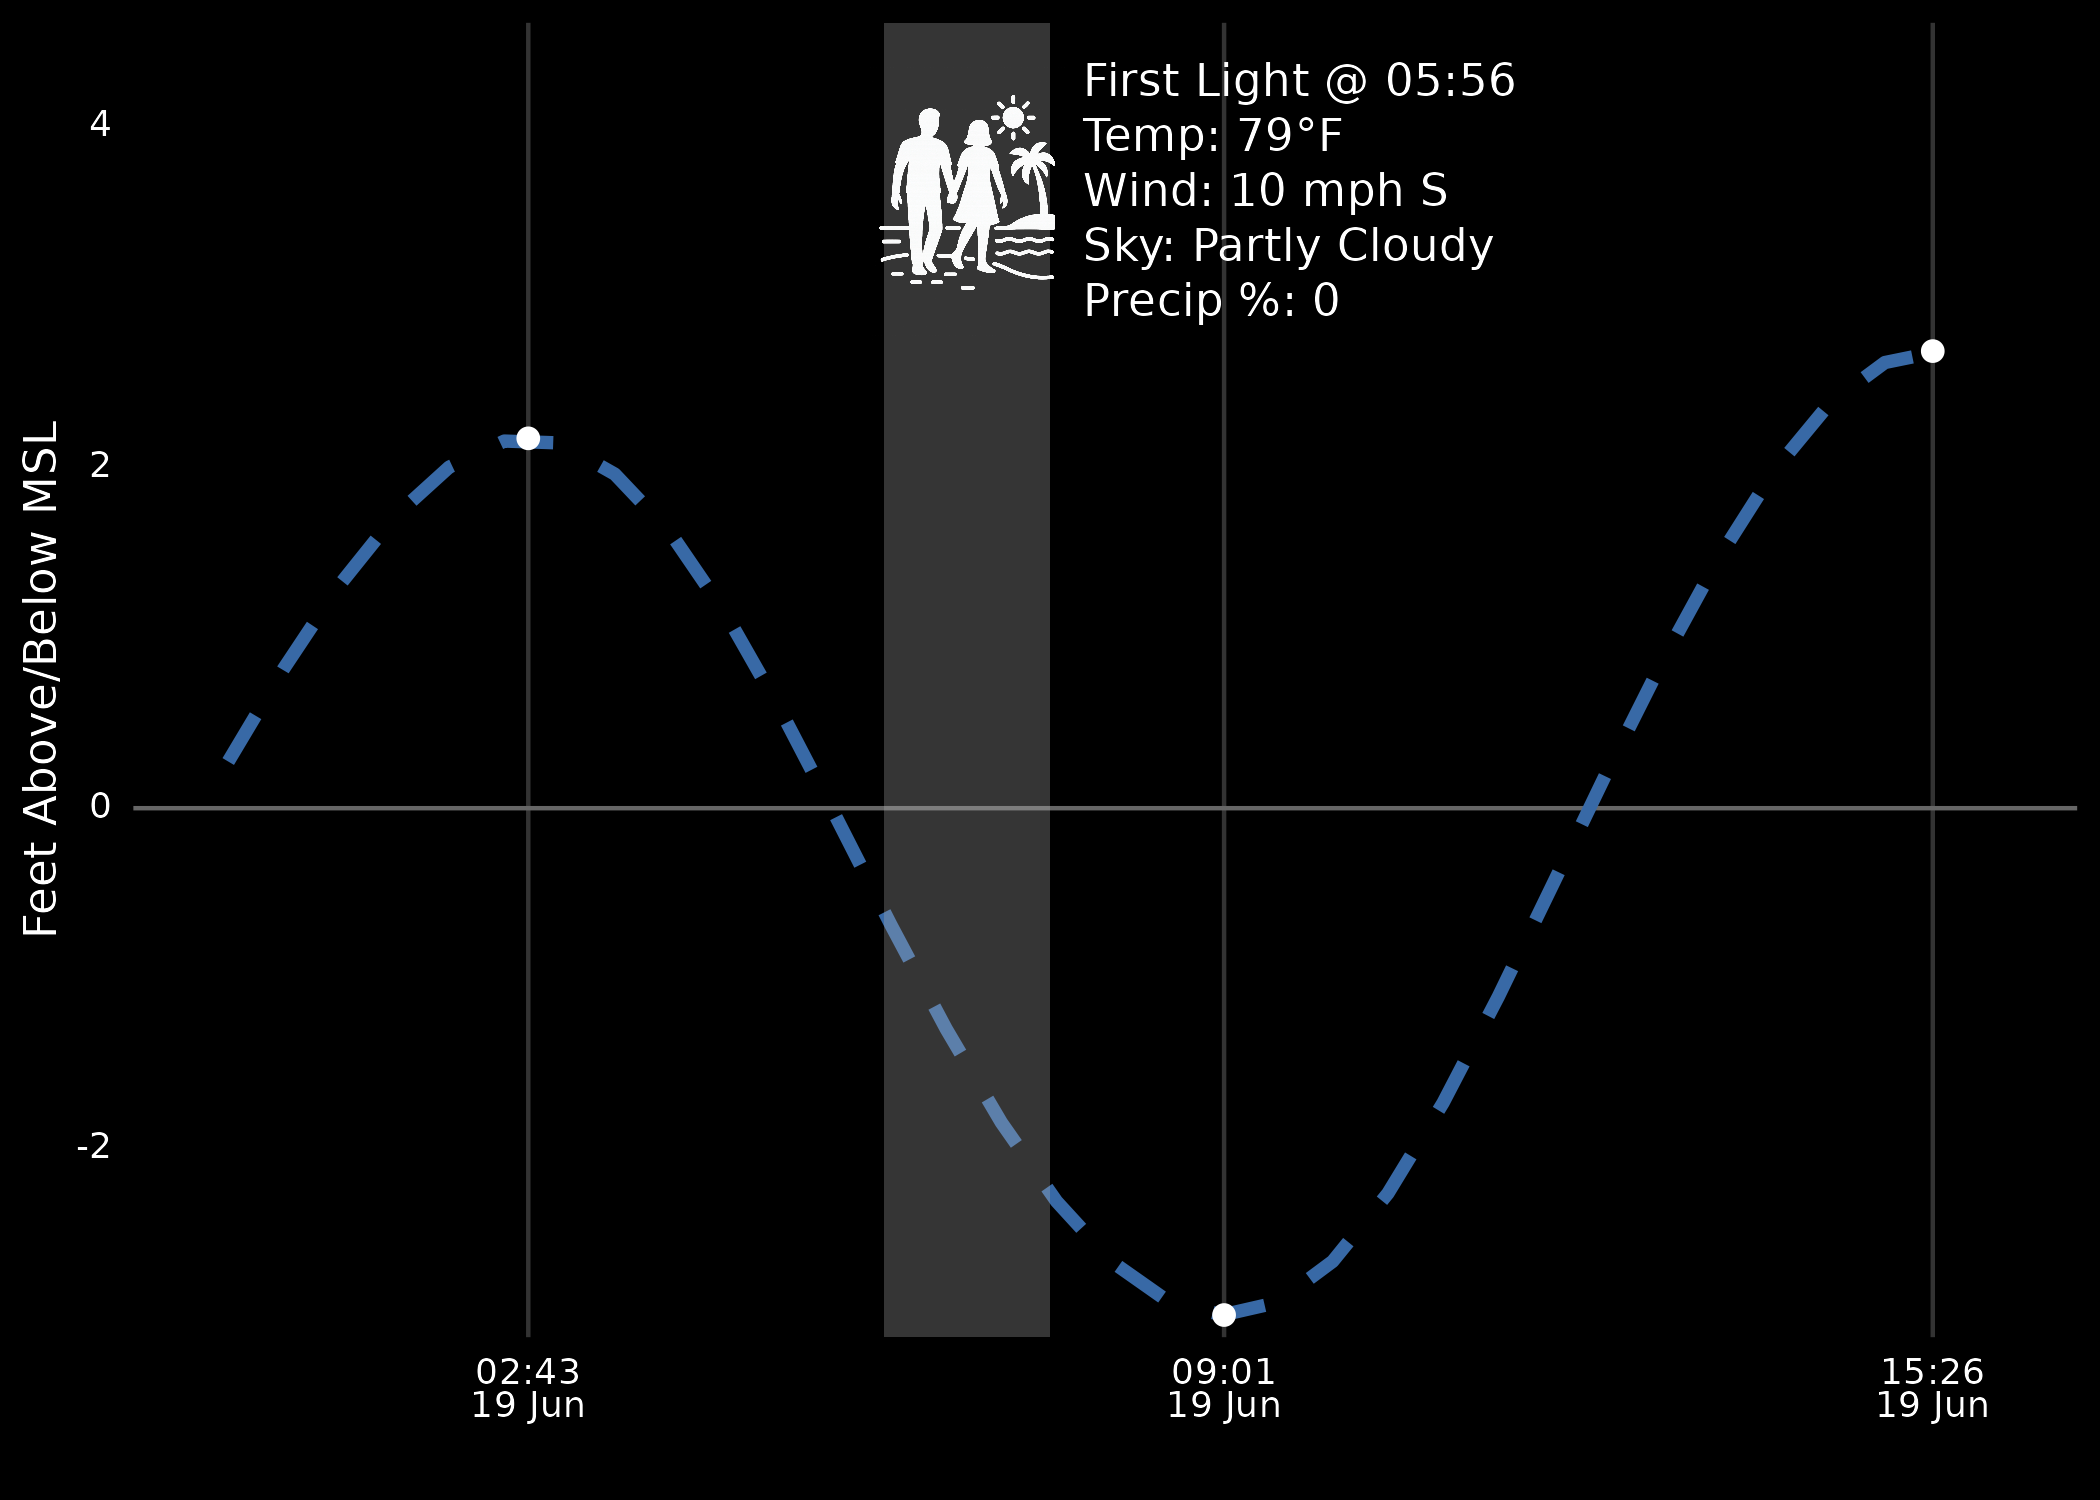 First Light @ 05:56
Temp: 79°F
Wind: 10 mph S
Sky: Partly Cloudy
Precip %: 0
Feet Above/Below MSL
4
2
0
-2
02:43
19 Jun
09:01
19 Jun
15:26
19 Jun